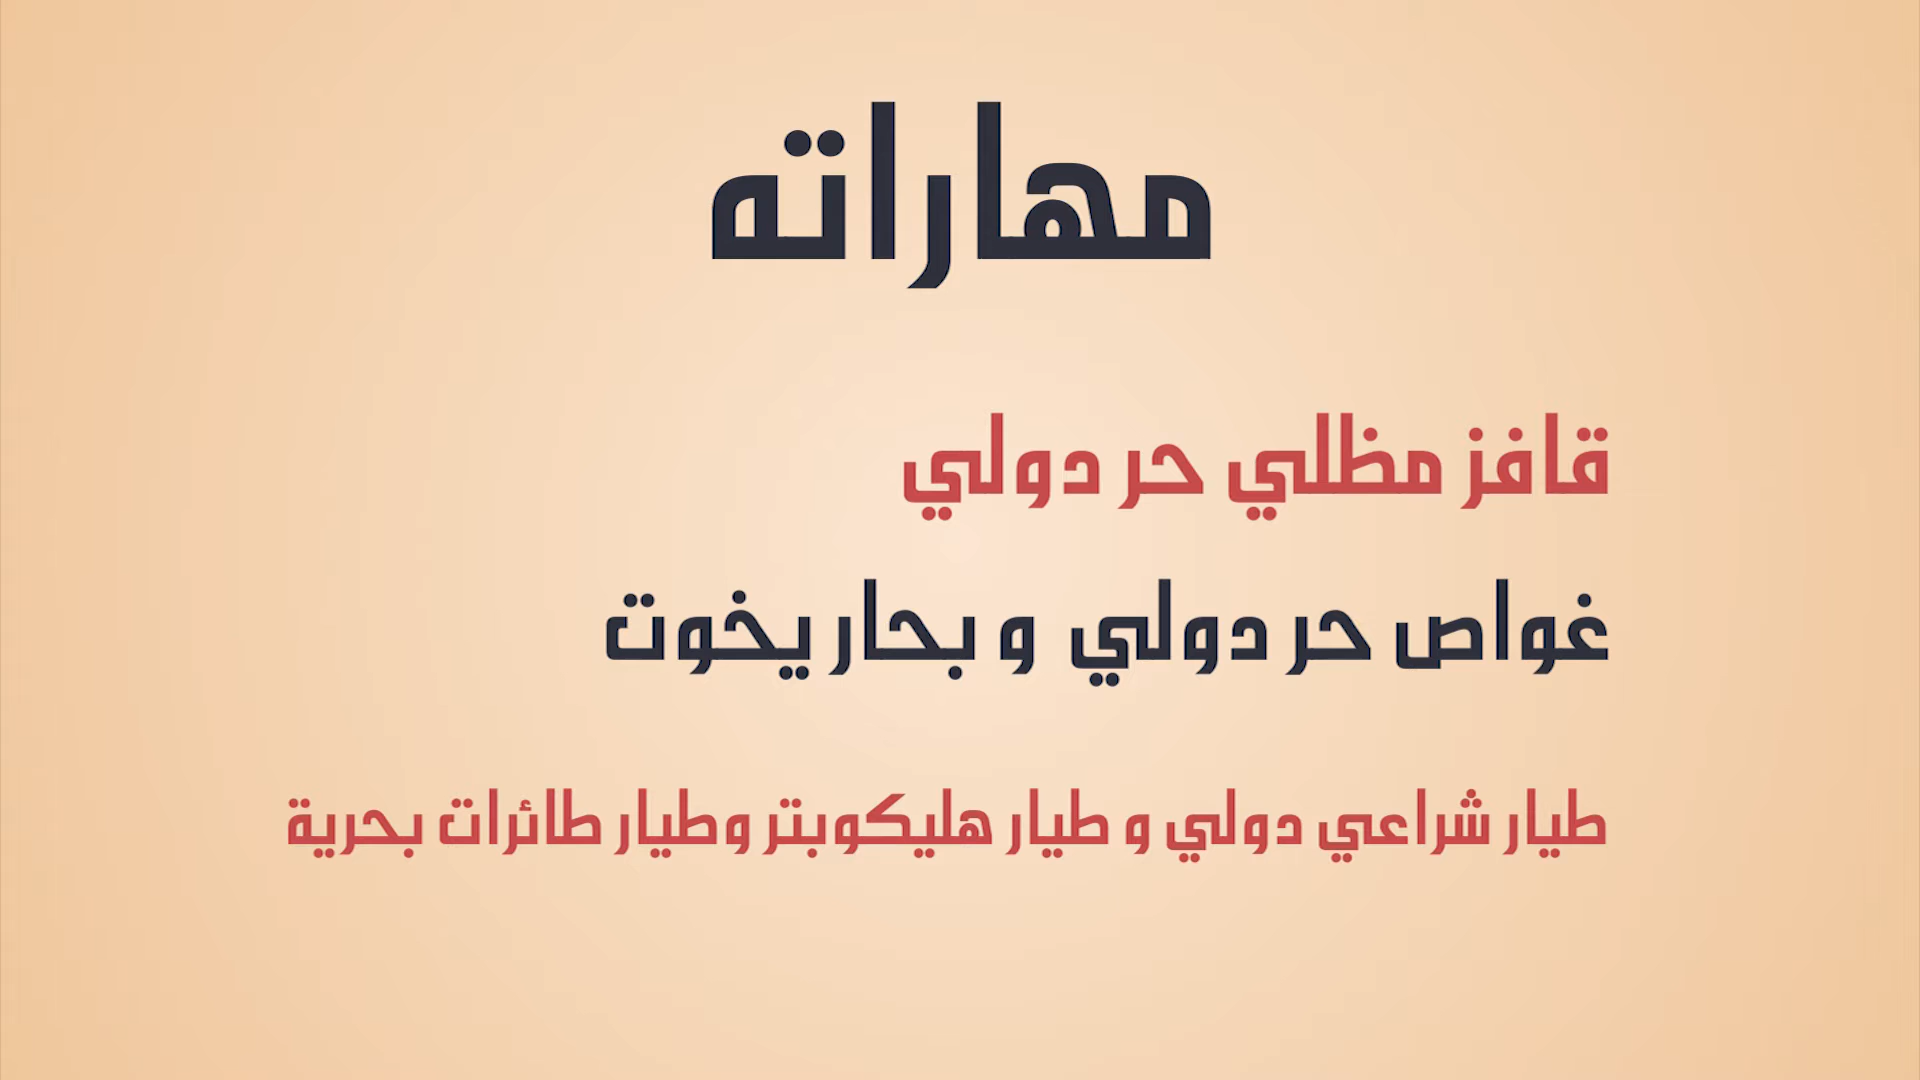 مهاراته
قافز مظلي حر دولي
غواص حر دولي و بحار يخوت
طيار شراعي دولي و طيار هليكوبتر وطيار طائرات بحرية